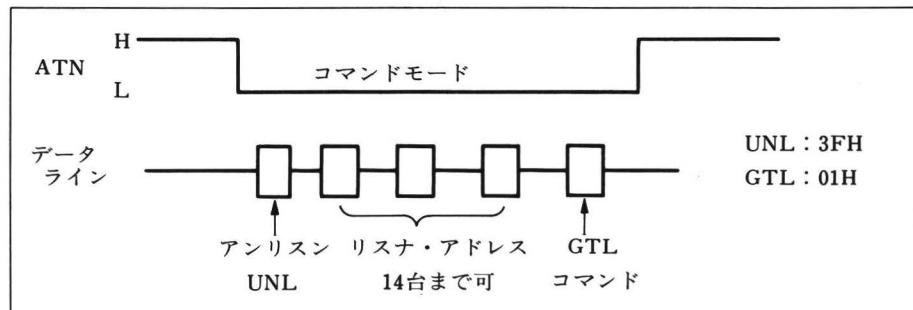 H
ATN
コマンドモード
L
データ
ライン
UNL:3FH
GTL:01H
アンリスン
UNL
リスナ・アドレス
14台まで可
GTL
コマンド